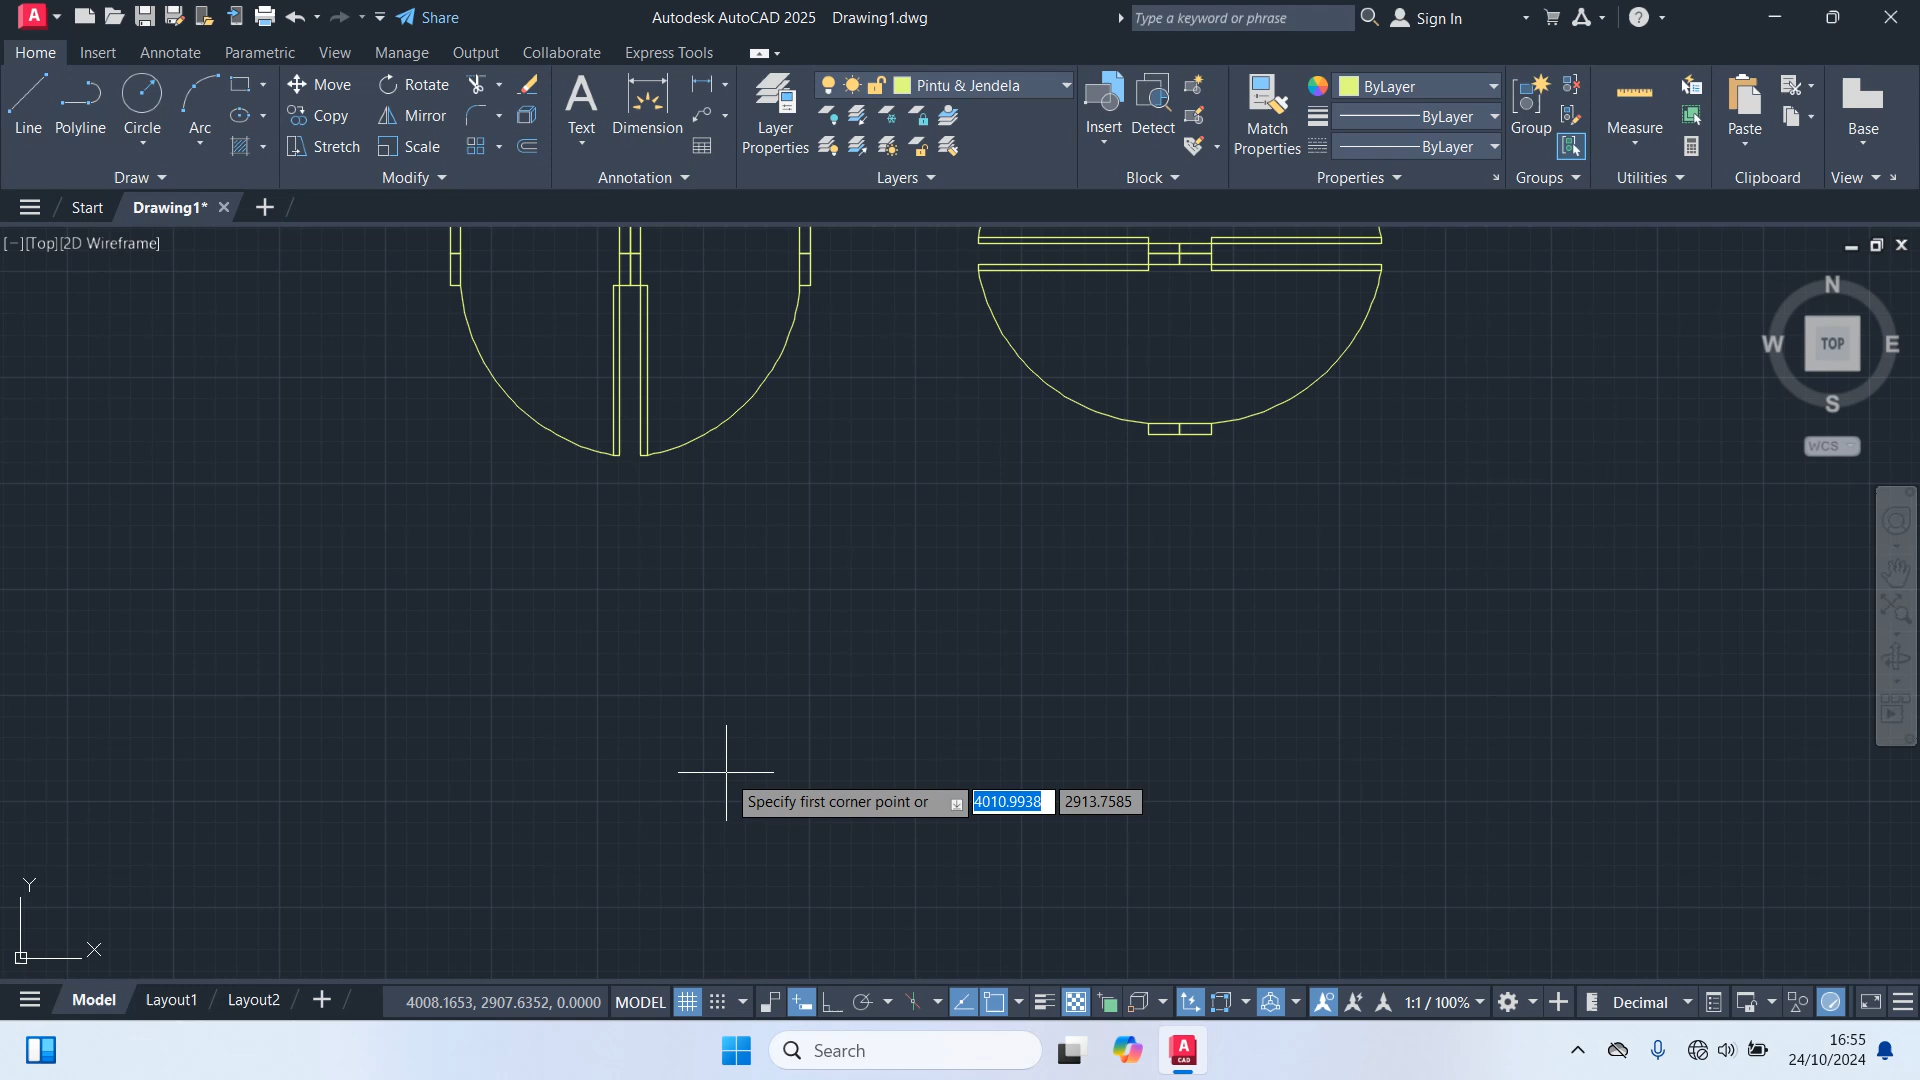 A Share Autodesk AutoCAD 2025 Drawing1.dwg Type a keyword or phrase Sign In
Home Insert Annotate Parametric View Manage Output Collaborate Express Tools
Move Rotate Pintu & Jendela ByLayer
Copy Mirror ByLayer
Line Polyline Circle Arc Text Dimension Layer Properties Insert Detect Match Properties Group Measure Paste Base
Stretch Scale ByLayer
Draw Modify Annotation Layers Block Properties Groups Utilities Clipboard View
Start Drawing1*
[−][Top][2D Wireframe]
N
W TOP E
S
WCS
Specify first corner point or 4010.9938 2913.7585
Y
X
Model Layout1 Layout2 4008.1653, 2907.6352, 0.0000 MODEL 1:1 / 100% Decimal
Search
A CAD
16:55
24/10/2024